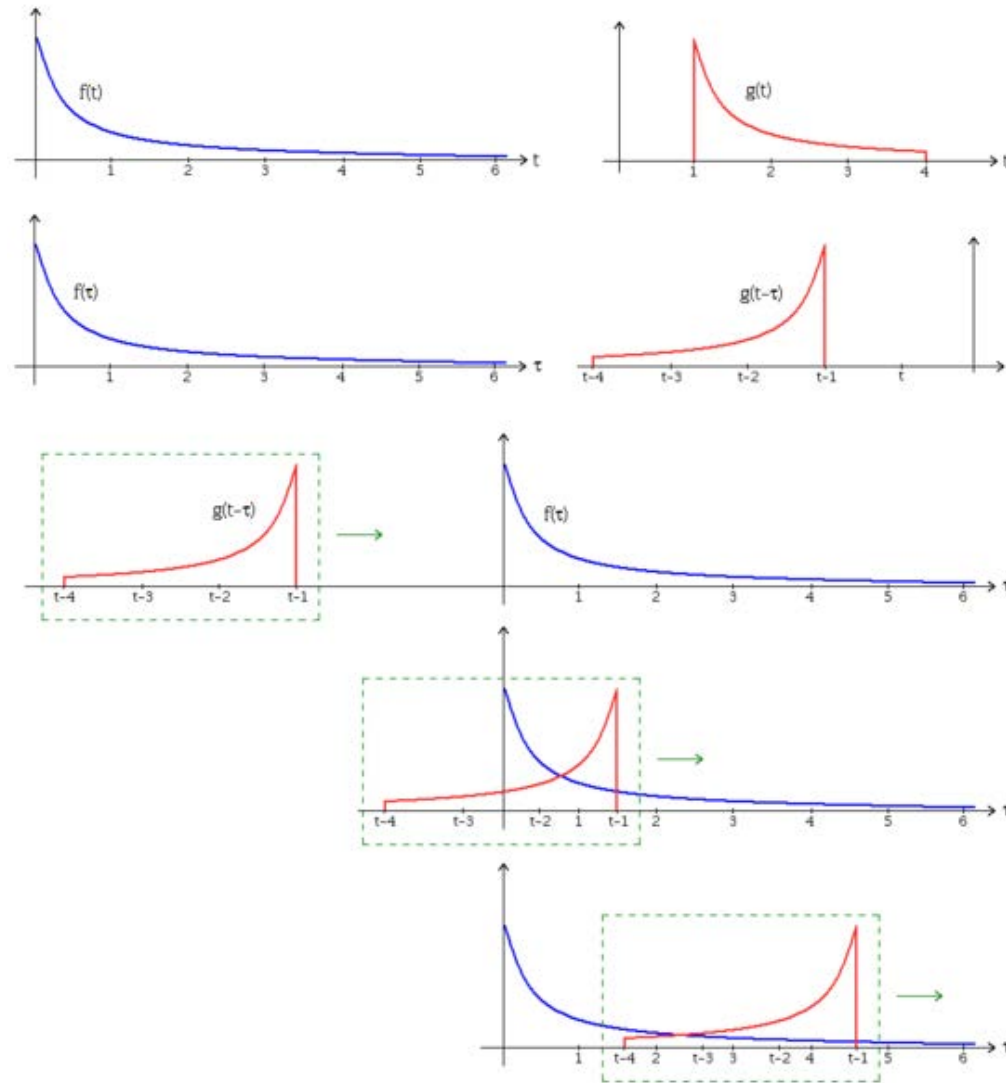 f(t)
t
1 2 3 4 5 6
g(t)
t
1 2 3 4
f(τ)
τ
1 2 3 4 5 6
g(t-τ)
t-4 t-3 t-2 t-1 t
g(t-τ)
t-4 t-3 t-2 t-1
f(τ)
1 2 3 4 5 6
t-4 t-3 t-2 1 t-1 2 3 4 5 6
1 t-4 2 t-3 3 t-2 4 t-1 5 6